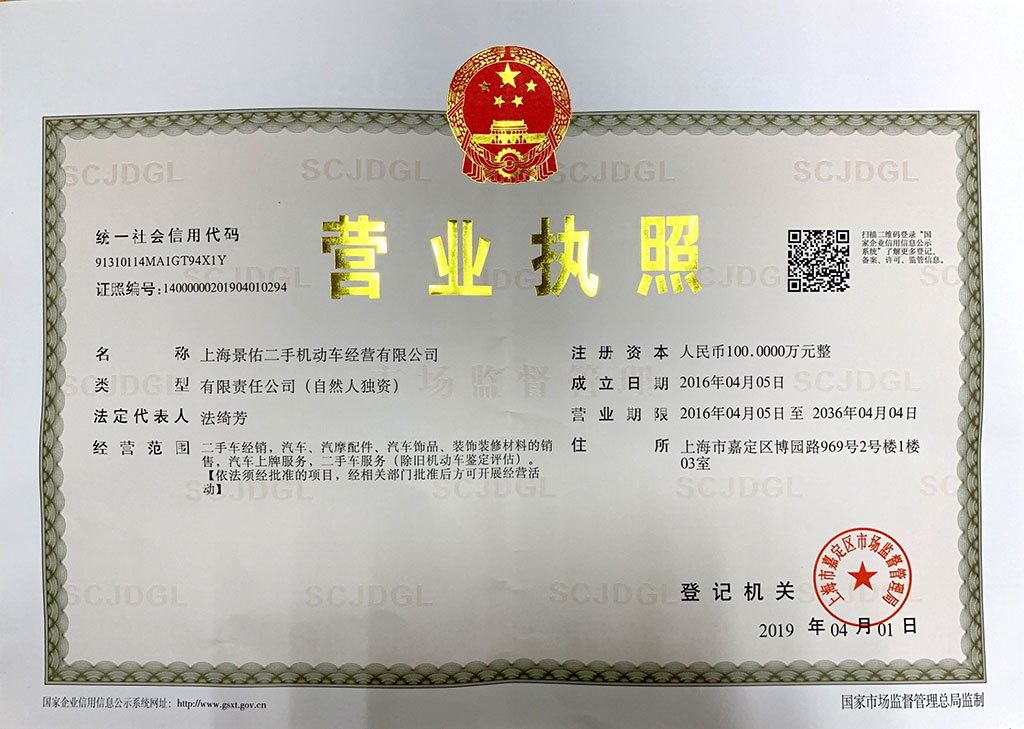 营业执照
统一社会信用代码
91310114MA1GT94X1Y
证照编号:14000000201904010294
扫描二维码登录“国
家企业信用信息公示
系统”了解更多登记、
备案、许可、监管信息。
名 称 上海景佑二手机动车经营有限公司
类 型 有限责任公司（自然人独资）
法定代表人 法绮芳
经营范围 二手车经销，汽车、汽摩配件、汽车饰品、装饰装修材料的销
售，汽车上牌服务，二手车服务（除旧机动车鉴定评估）。
【依法须经批准的项目，经相关部门批准后方可开展经营活
动】
注册资本 人民币100.0000万元整
成立日期 2016年04月05日
营业期限 2016年04月05日 至 2036年04月04日
住 所 上海市嘉定区博园路969号2号楼1楼
03室
登记机关
上海市嘉定区市场监督管理局
2019 年 04 月 01 日
国家企业信用信息公示系统网址：http://www.gsxt.gov.cn
国家市场监督管理总局监制
SCJDGL
市场监督管理